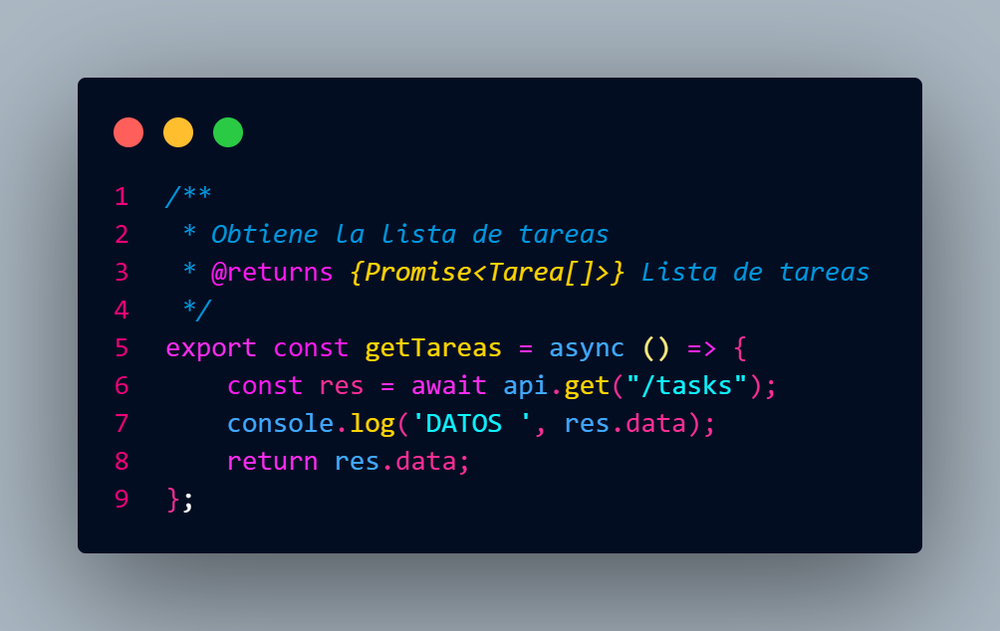 1 /**
2  * Obtiene la lista de tareas
3  * @returns {Promise<Tarea[]>} Lista de tareas
4  */
5 export const getTareas = async () => {
6     const res = await api.get("/tasks");
7     console.log('DATOS ', res.data);
8     return res.data;
9 };